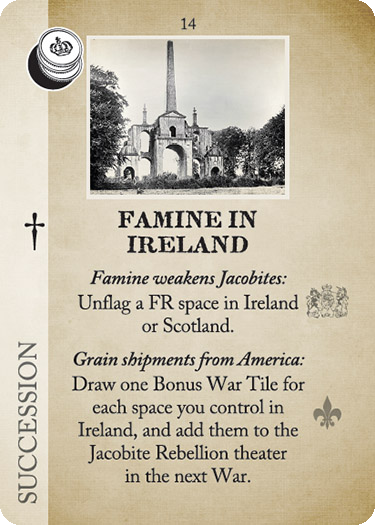 14
FAMINE IN
IRELAND
Famine weakens Jacobites:
Unflag a FR space in Ireland
or Scotland.
Grain shipments from America:
Draw one Bonus War Tile for
each space you control in
Ireland, and add them to the
Jacobite Rebellion theater
in the next War.
SUCCESSION